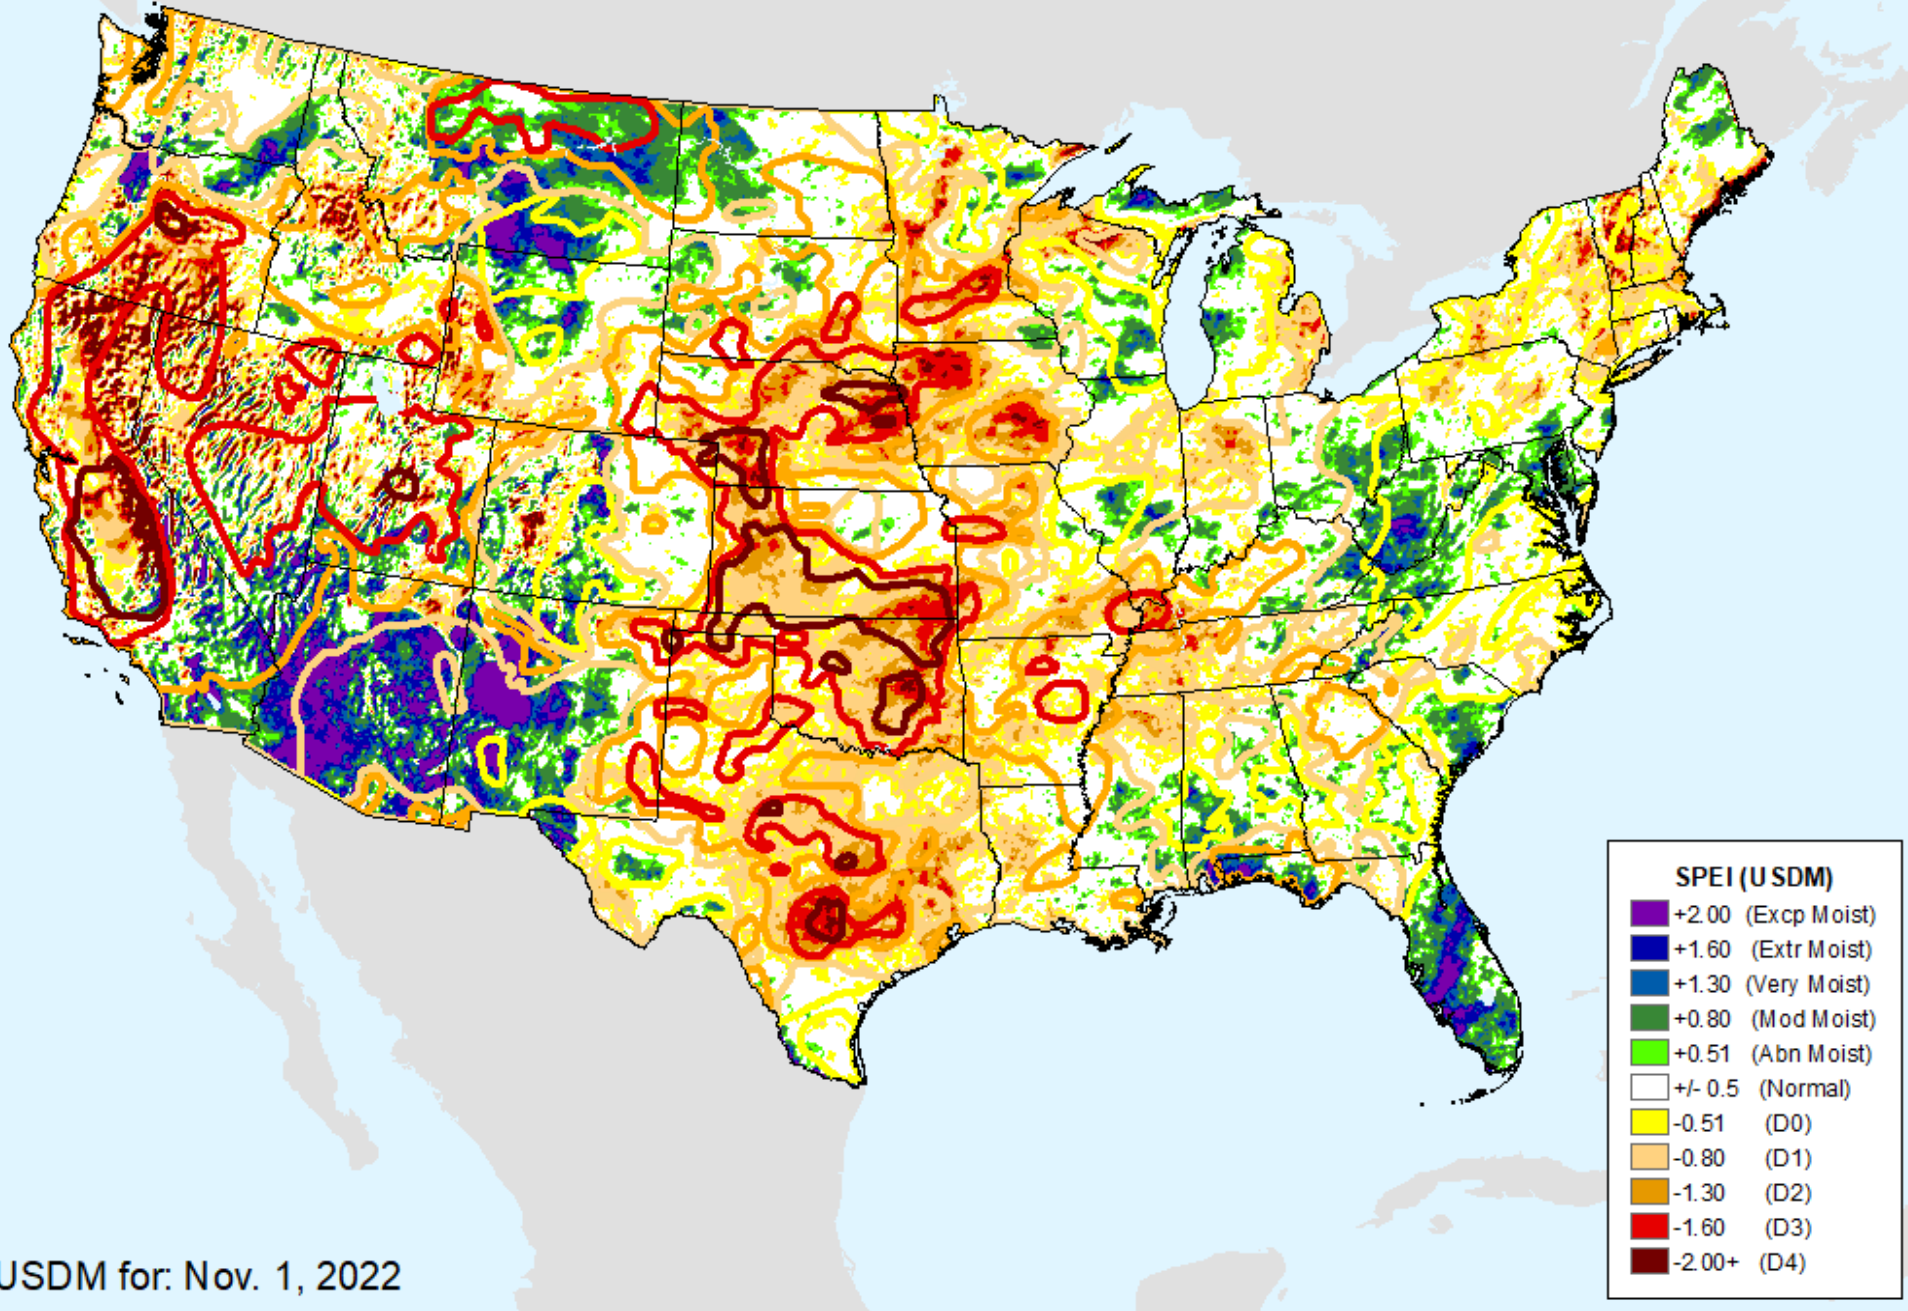 SPEI (USDM)
+2.00 (Excp Moist)
+1.60 (Extr Moist)
+1.30 (Very Moist)
+0.80 (Mod Moist)
+0.51 (Abn Moist)
+/- 0.5 (Normal)
-0.51 (D0)
-0.80 (D1)
-1.30 (D2)
-1.60 (D3)
-2.00+ (D4)
USDM for: Nov. 1, 2022